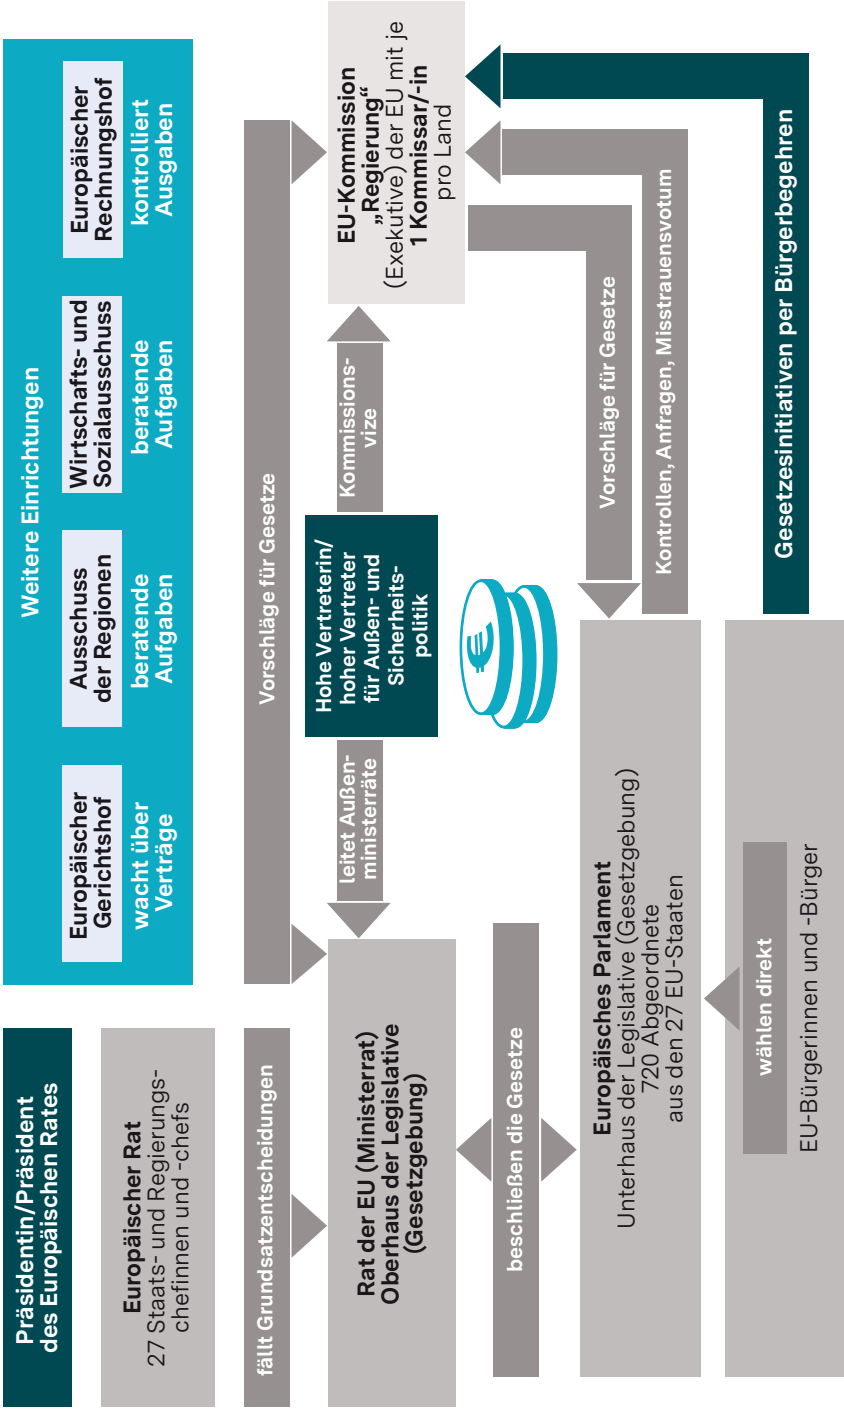 Präsidentin/Präsident
des Europäischen Rates
Europäischer Rat
27 Staats- und Regierungs-
chefinnen und -chefs
fällt Grundsatzentscheidungen
Rat der EU (Ministerrat)
Oberhaus der Legislative
(Gesetzgebung)
beschließen die Gesetze
Weitere Einrichtungen
Europäischer
Gerichtshof
wacht über
Verträge
Ausschuss
der Regionen
beratende
Aufgaben
Wirtschafts- und
Sozialausschuss
beratende
Aufgaben
Europäischer
Rechnungshof
kontrolliert
Ausgaben
Vorschläge für Gesetze
leitet Außen-
ministerräte
Hohe Vertreterin/
hoher Vertreter
für Außen- und
Sicherheits-
politik
Kommissions-
vize
EU-Kommission
„Regierung“
(Exekutive) der EU mit je
1 Kommissar/-in
pro Land
€
Vorschläge für Gesetze
Kontrollen, Anfragen, Misstrauensvotum
Gesetzesinitiativen per Bürgerbegehren
Europäisches Parlament
Unterhaus der Legislative (Gesetzgebung)
720 Abgeordnete
aus den 27 EU-Staaten
wählen direkt
EU-Bürgerinnen und -Bürger